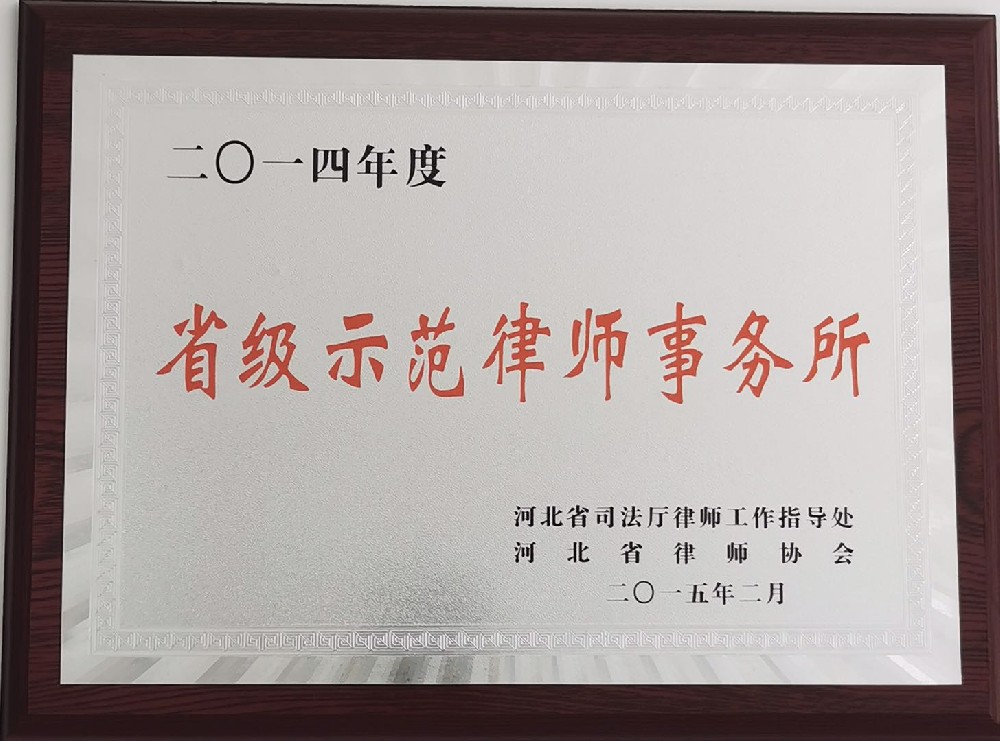 二〇一四年度
省级示范律师事务所
河北省司法厅律师工作指导处
河北省律师协会
二〇一五年二月